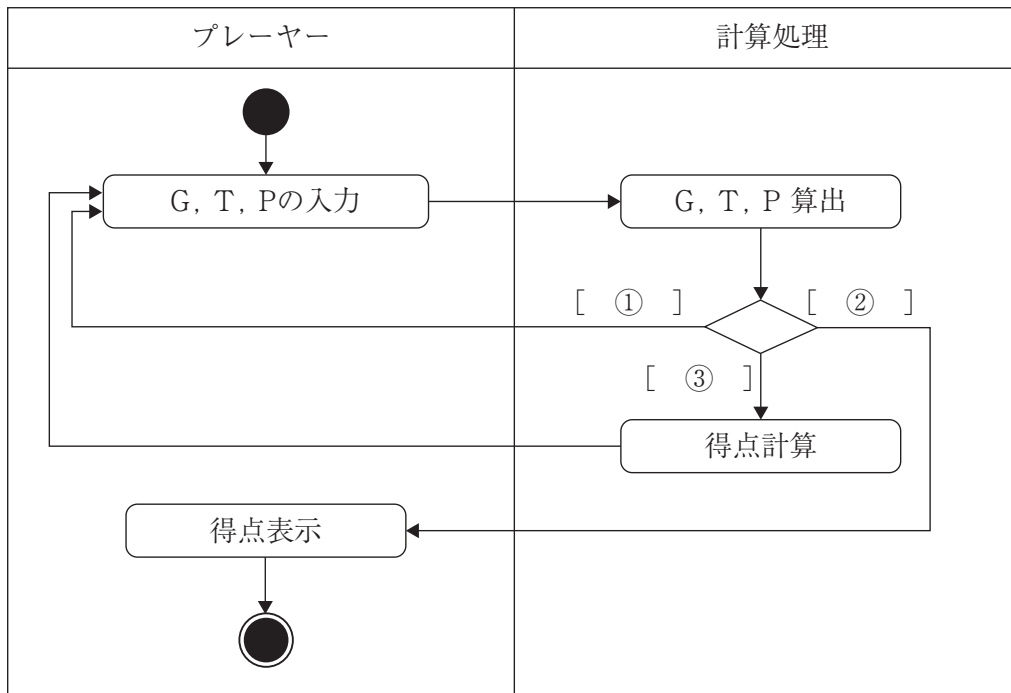 プレーヤー
計算処理
G, T, Pの入力
G, T, P 算出
[ ① ]
[ ② ]
[ ③ ]
得点計算
得点表示